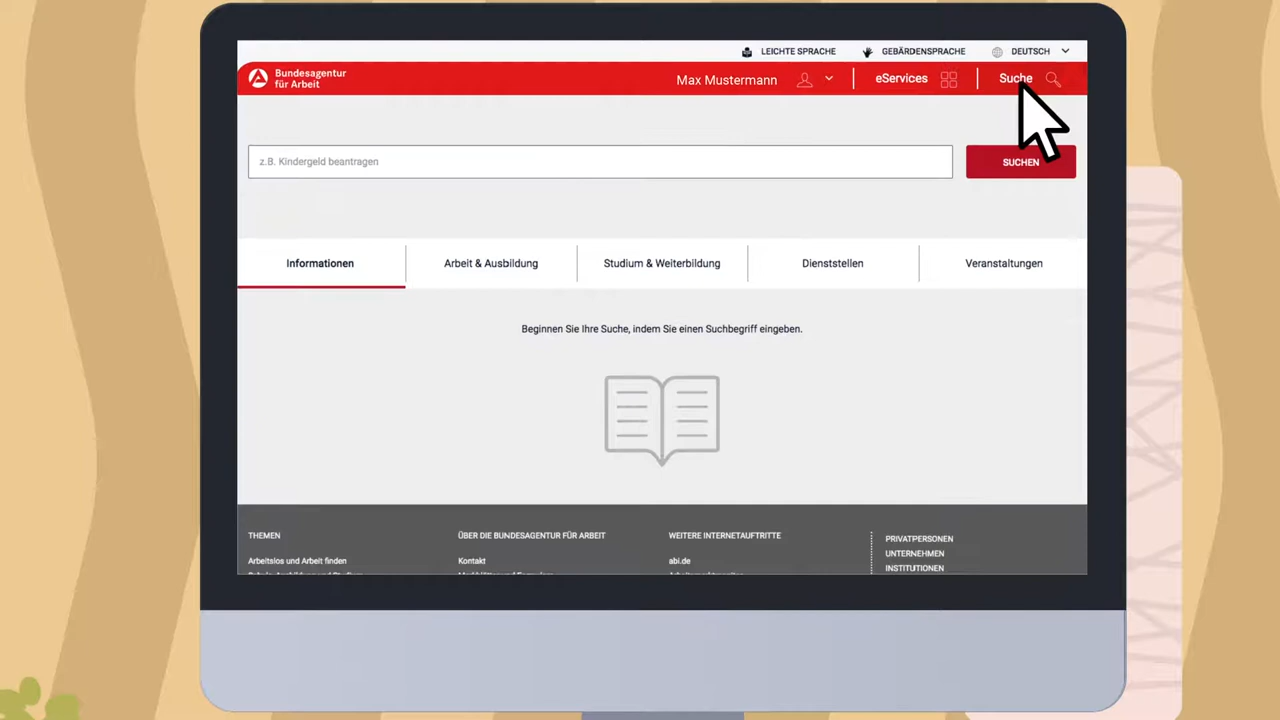 LEICHTE SPRACHE GEBÄRDENSPRACHE DEUTSCH
Bundesagentur
für Arbeit
Max Mustermann eServices Suche
z.B. Kindergeld beantragen SUCHEN
Informationen Arbeit & Ausbildung Studium & Weiterbildung Dienststellen Veranstaltungen
Beginnen Sie Ihre Suche, indem Sie einen Suchbegriff eingeben.
THEMEN ÜBER DIE BUNDESAGENTUR FÜR ARBEIT WEITERE INTERNETAUFTRITTE
PRIVATPERSONEN
UNTERNEHMEN
Arbeitslos und Arbeit finden Kontakt abi.de
INSTITUTIONEN